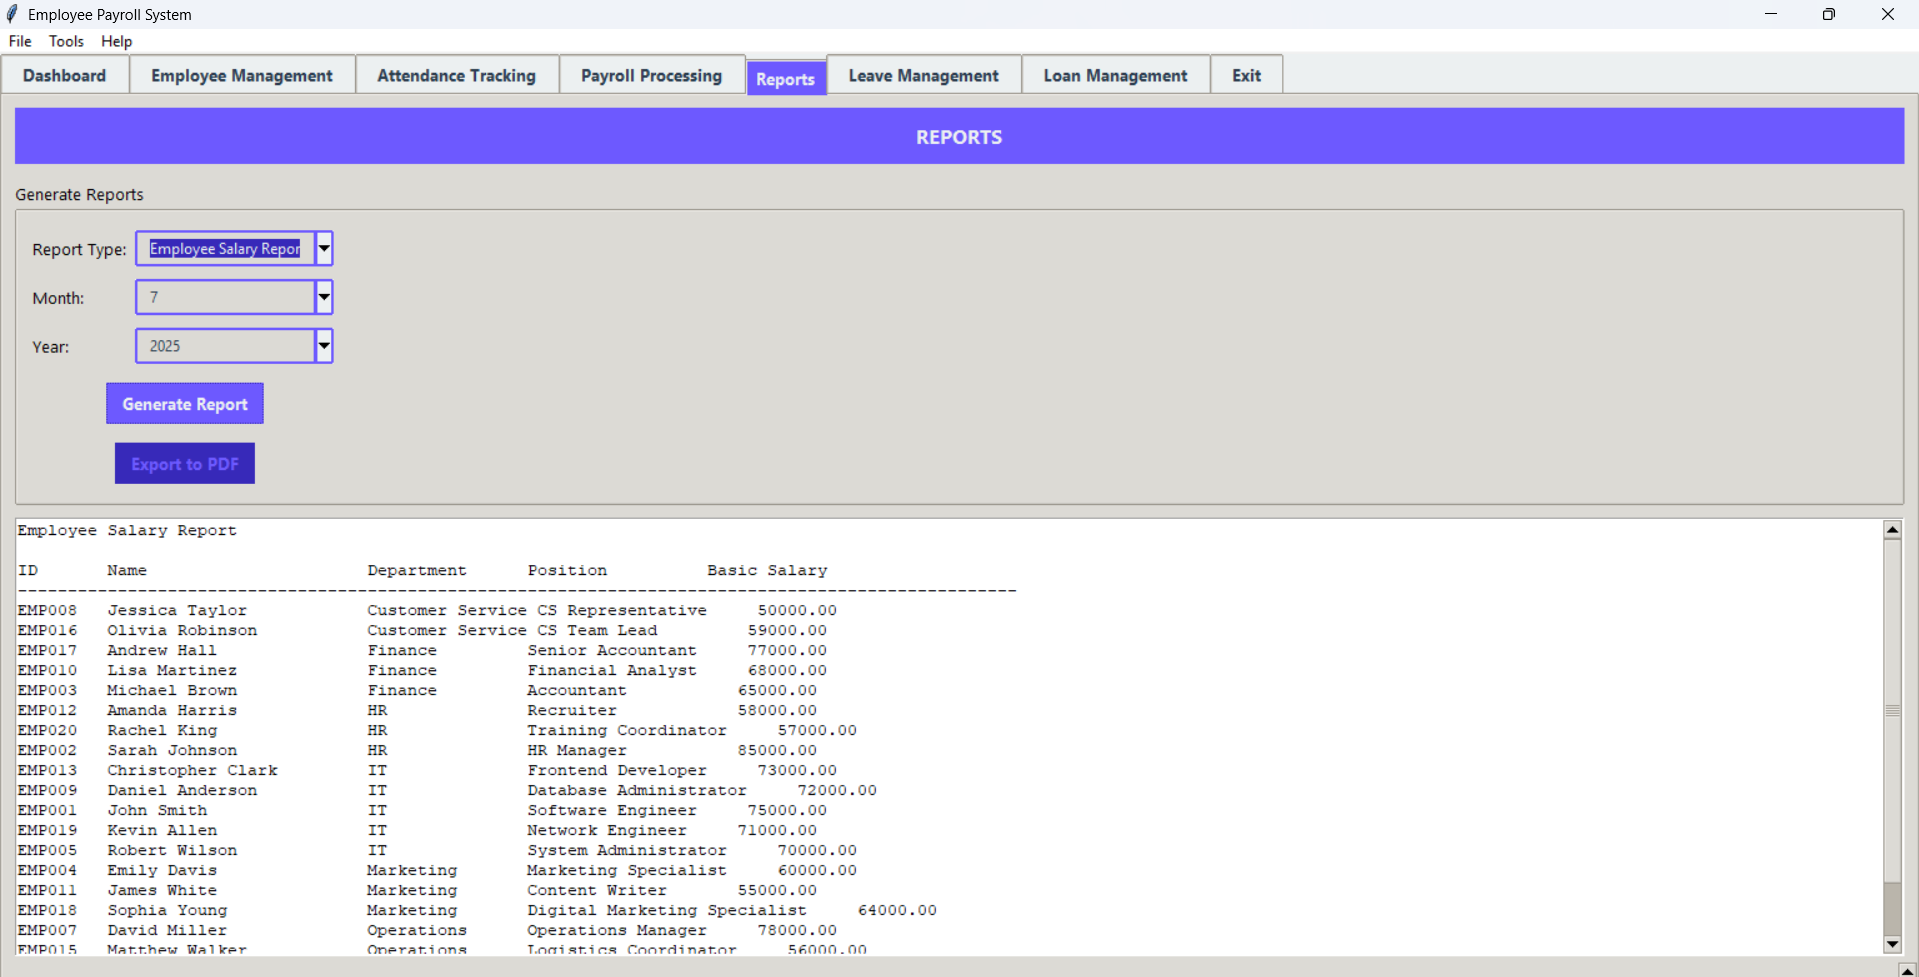 Employee Payroll System
File Tools Help
Dashboard Employee Management Attendance Tracking Payroll Processing Reports Leave Management Loan Management Exit
REPORTS
Generate Reports
Report Type: Employee Salary Repor
Month: 7
Year: 2025
Generate Report
Export to PDF
Employee Salary Report
ID Name Department Position Basic Salary
----------------------------------------------------------------------------------------------------
EMP008 Jessica Taylor Customer Service CS Representative 50000.00
EMP016 Olivia Robinson Customer Service CS Team Lead 59000.00
EMP017 Andrew Hall Finance Senior Accountant 77000.00
EMP010 Lisa Martinez Finance Financial Analyst 68000.00
EMP003 Michael Brown Finance Accountant 65000.00
EMP012 Amanda Harris HR Recruiter 58000.00
EMP020 Rachel King HR Training Coordinator 57000.00
EMP002 Sarah Johnson HR HR Manager 85000.00
EMP013 Christopher Clark IT Frontend Developer 73000.00
EMP009 Daniel Anderson IT Database Administrator 72000.00
EMP001 John Smith IT Software Engineer 75000.00
EMP019 Kevin Allen IT Network Engineer 71000.00
EMP005 Robert Wilson IT System Administrator 70000.00
EMP004 Emily Davis Marketing Marketing Specialist 60000.00
EMP011 James White Marketing Content Writer 55000.00
EMP018 Sophia Young Marketing Digital Marketing Specialist 64000.00
EMP007 David Miller Operations Operations Manager 78000.00
EMP015 Matthew Walker Operations Logistics Coordinator 56000.00